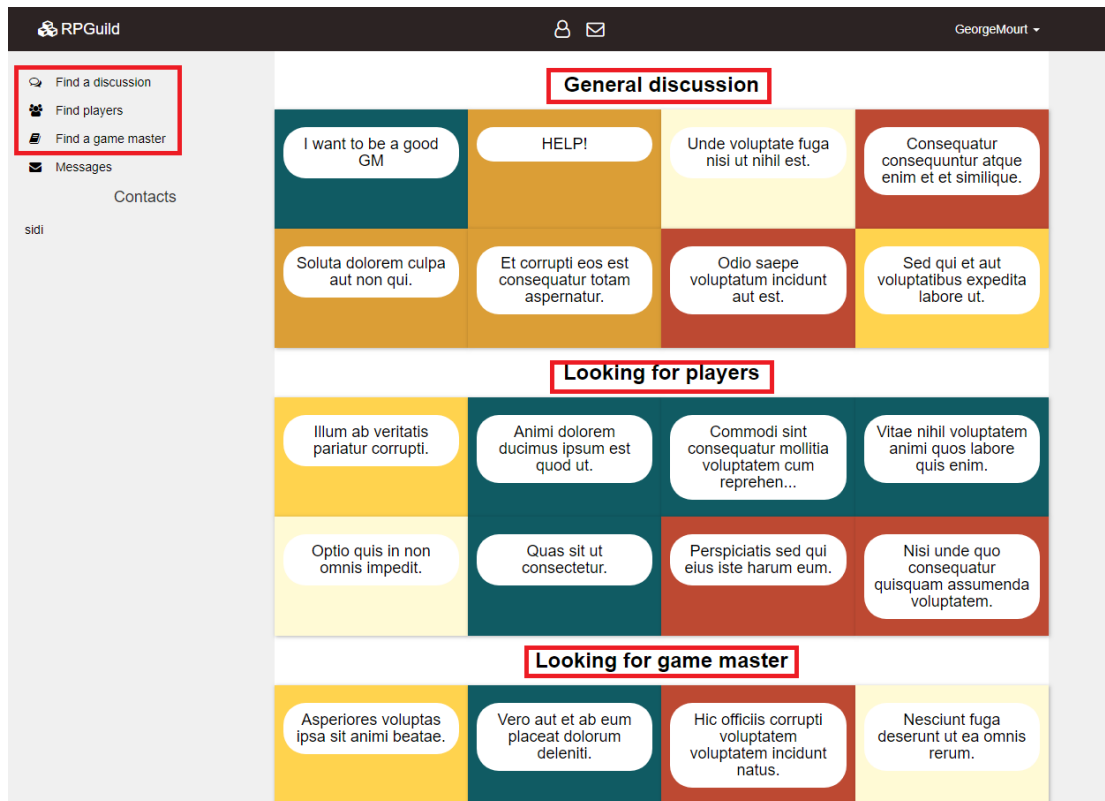 RPGuild
GeorgeMourt
Find a discussion
Find players
Find a game master
Messages
Contacts
sidi
General discussion
I want to be a good
GM
HELP!
Unde voluptate fuga
nisi ut nihil est.
Consequatur
consequuntur atque
enim et et similique.
Soluta dolorem culpa
aut non qui.
Et corrupti eos est
consequatur totam
aspernatur.
Odio saepe
voluptatum incidunt
aut est.
Sed qui et aut
voluptatibus expedita
labore ut.
Looking for players
Illum ab veritatis
pariatur corrupti.
Animi dolorem
ducimus ipsum est
quod ut.
Commodi sint
consequatur mollitia
voluptatem cum
reprehen...
Vitae nihil voluptatem
animi quos labore
quis enim.
Optio quis in non
omnis impedit.
Quas sit ut
consectetur.
Perspiciatis sed qui
eius iste harum eum.
Nisi unde quo
consequatur
quisquam assumenda
voluptatem.
Looking for game master
Asperiores voluptas
ipsa sit animi beatae.
Vero aut et ab eum
placeat dolorum
deleniti.
Hic officiis corrupti
voluptatem
voluptatem incidunt
natus.
Nesciunt fuga
deserunt ut ea omnis
rerum.